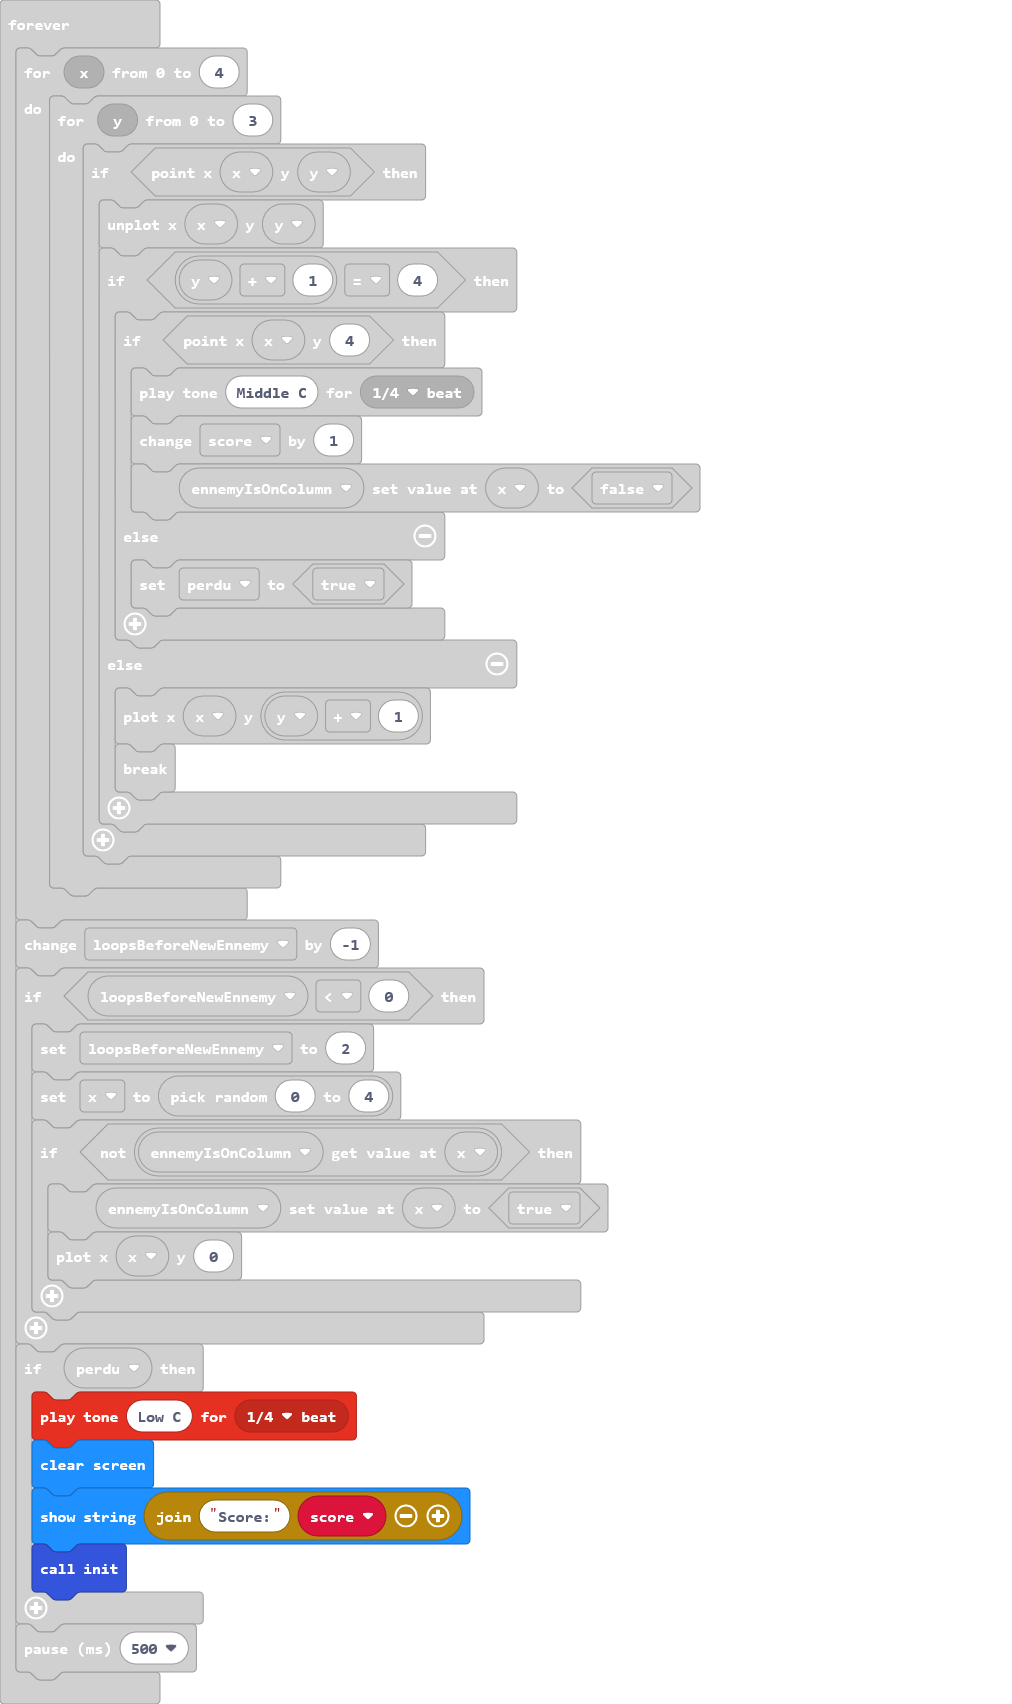 forever
for x from 0 to 4
do
for y from 0 to 3
do
if point x x y y then
unplot x x y y
if y + 1 = 4 then
if point x x y 4 then
play tone Middle C for 1/4 beat
change score by 1
ennemyIsOnColumn set value at x to false
else
set perdu to true
else
plot x x y y + 1
break
change loopsBeforeNewEnnemy by -1
if loopsBeforeNewEnnemy < 0 then
set loopsBeforeNewEnnemy to 2
set x to pick random 0 to 4
if not ennemyIsOnColumn get value at x then
ennemyIsOnColumn set value at x to true
plot x x y 0
if perdu then
play tone Low C for 1/4 beat
clear screen
show string join "Score:" score
call init
pause (ms) 500